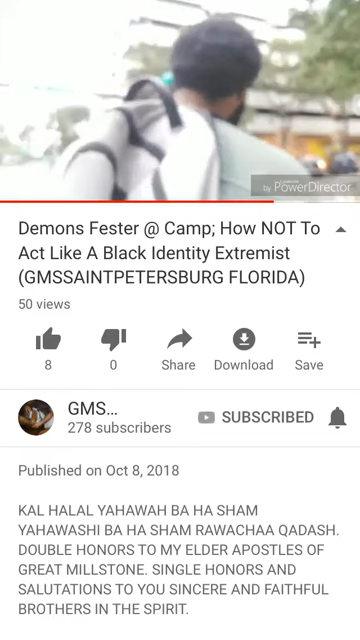 by PowerDirector
Demons Fester @ Camp; How NOT To
Act Like A Black Identity Extremist
(GMSSAINTPETERSBURG FLORIDA)
50 views
8
0
Share
Download
Save
GMS...
278 subscribers
SUBSCRIBED
Published on Oct 8, 2018
KAL HALAL YAHAWAH BA HA SHAM
YAHAWASHI BA HA SHAM RAWACHAA QADASH.
DOUBLE HONORS TO MY ELDER APOSTLES OF
GREAT MILLSTONE. SINGLE HONORS AND
SALUTATIONS TO YOU SINCERE AND FAITHFUL
BROTHERS IN THE SPIRIT.